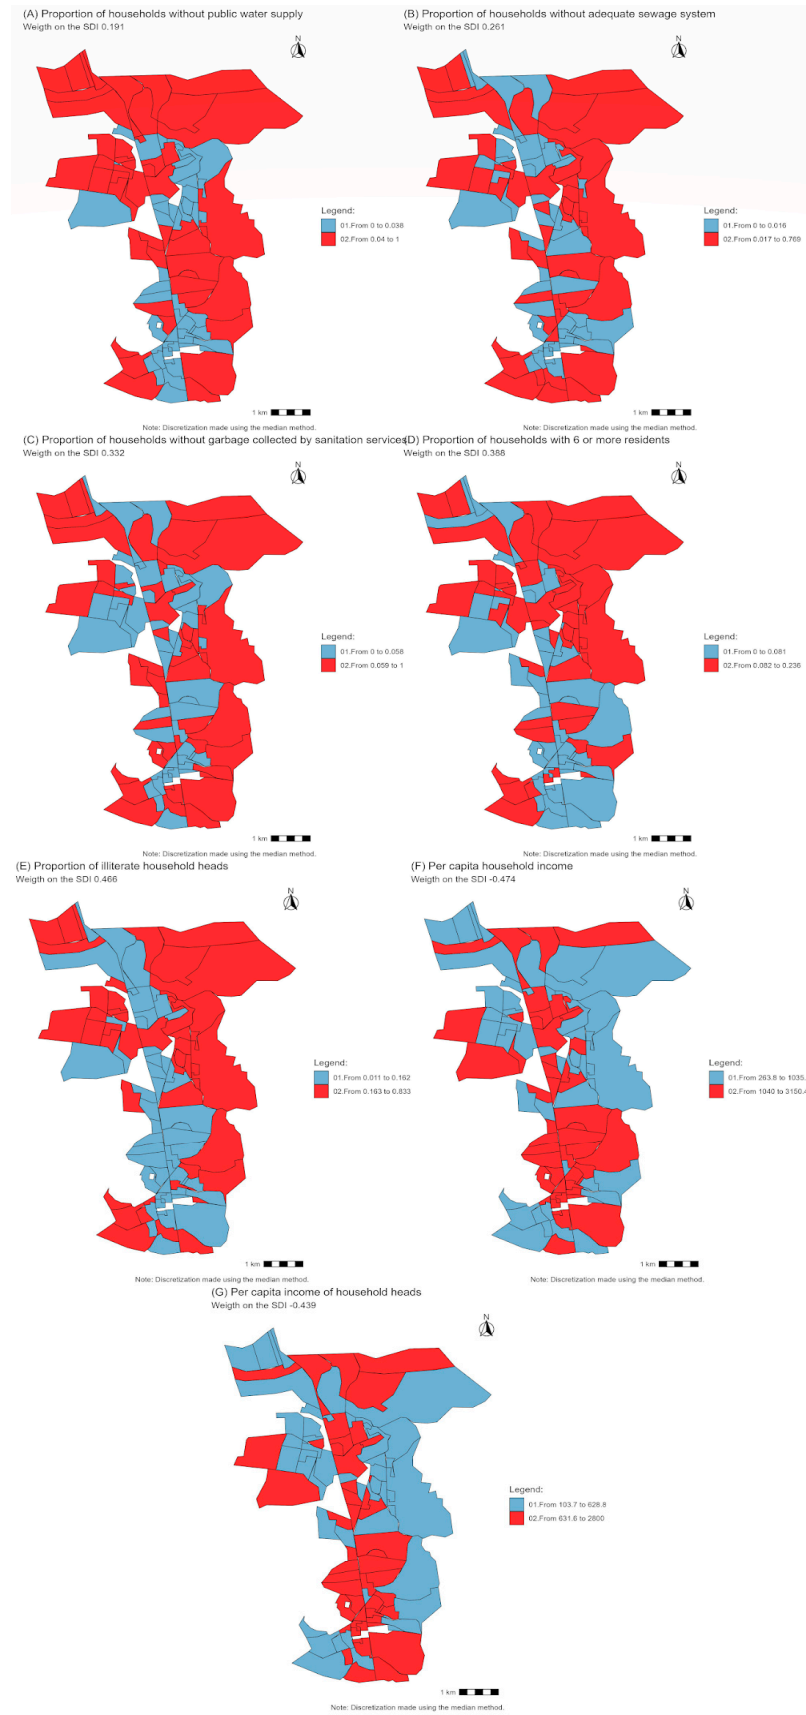 (A) Proportion of households without public water supply
Weigth on the SDI 0.191
N
Legend:
01.From 0 to 0.038
02.From 0.04 to 1
1 km
Note: Discretization made using the median method.
(B) Proportion of households without adequate sewage system
Weigth on the SDI 0.261
N
Legend:
01.From 0 to 0.016
02.From 0.017 to 0.769
1 km
Note: Discretization made using the median method.
(C) Proportion of households without garbage collected by sanitation services
Weigth on the SDI 0.332
N
Legend:
01.From 0 to 0.058
02.From 0.059 to 1
1 km
Note: Discretization made using the median method.
(D) Proportion of households with 6 or more residents
Weigth on the SDI 0.388
N
Legend:
01.From 0 to 0.081
02.From 0.082 to 0.236
1 km
Note: Discretization made using the median method.
(E) Proportion of illiterate household heads
Weigth on the SDI 0.466
N
Legend:
01.From 0.011 to 0.162
02.From 0.163 to 0.833
1 km
Note: Discretization made using the median method.
(F) Per capita household income
Weigth on the SDI -0.474
N
Legend:
01.From 263.8 to 1035.
02.From 1040 to 3150.4
1 km
Note: Discretization made using the median method.
(G) Per capita income of household heads
Weigth on the SDI -0.439
N
Legend:
01.From 103.7 to 628.8
02.From 631.6 to 2800
1 km
Note: Discretization made using the median method.